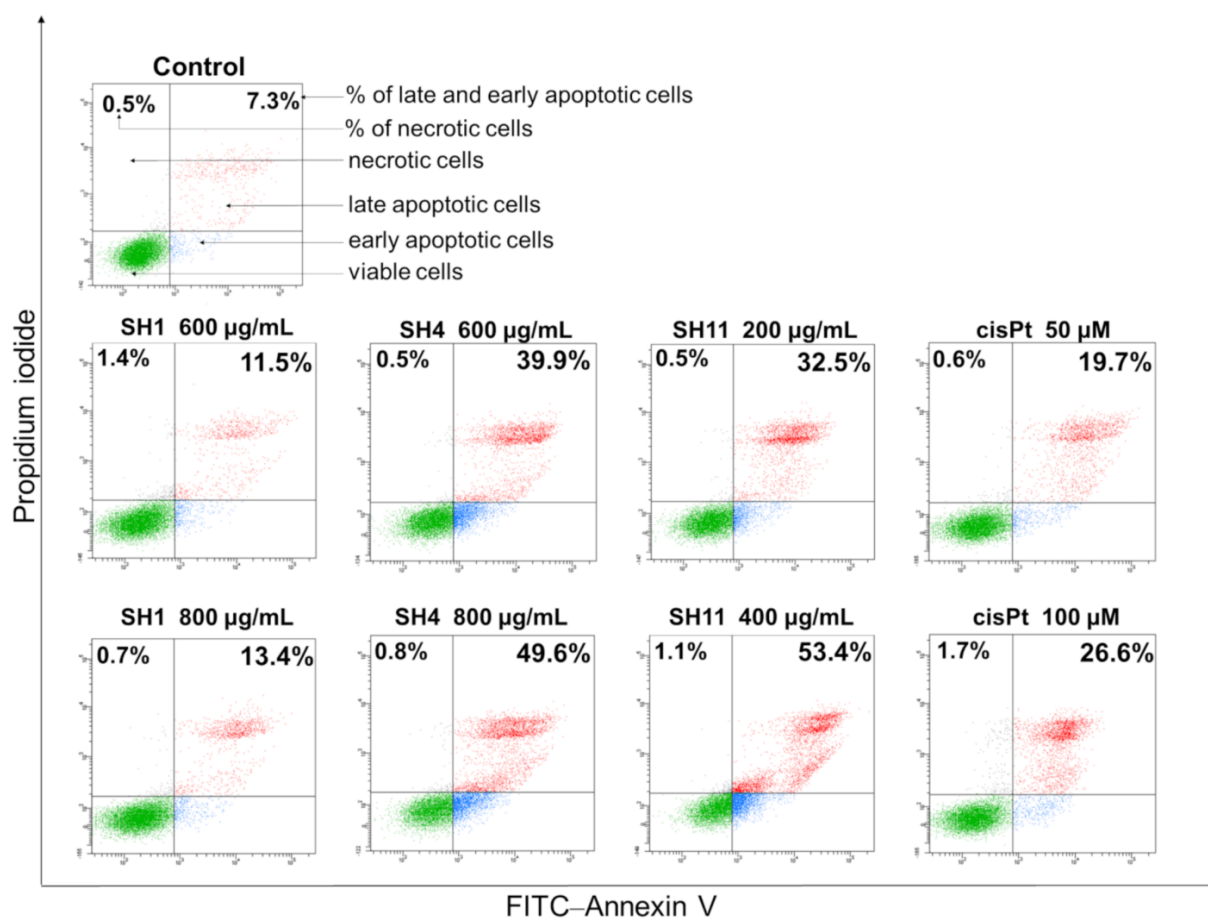 Control
0.5% 7.3% % of late and early apoptotic cells
% of necrotic cells
necrotic cells
late apoptotic cells
early apoptotic cells
viable cells
Propidium iodide
SH1 600 µg/mL SH4 600 µg/mL SH11 200 µg/mL cisPt 50 µM
1.4% 11.5% 0.5% 39.9% 0.5% 32.5% 0.6% 19.7%
SH1 800 µg/mL SH4 800 µg/mL SH11 400 µg/mL cisPt 100 µM
0.7% 13.4% 0.8% 49.6% 1.1% 53.4% 1.7% 26.6%
FITC–Annexin V